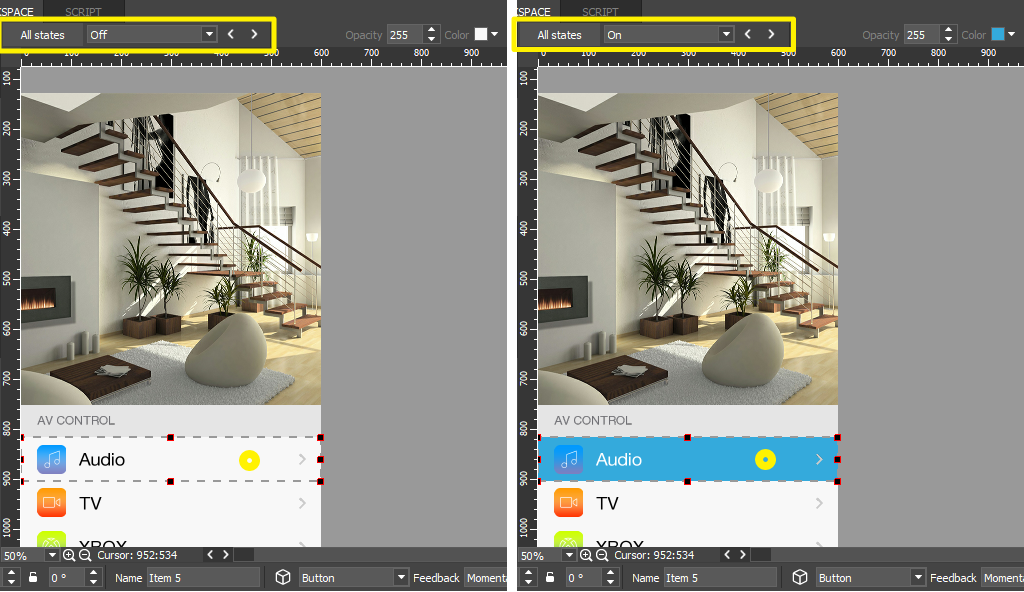 SPACE SCRIPT
All states Off Opacity 255 Color
0 100 200 300 400 500 600 700 800 900
100
200
300
400
500
600
700
800
900
1000
AV CONTROL
Audio
TV
XBOX
50% Cursor: 952:534
0 ° Name Item 5 Button Feedback Momenta
SPACE SCRIPT
All states On Opacity 255 Color
0 100 200 300 400 500 600 700 800 900
100
200
300
400
500
600
700
800
900
1000
AV CONTROL
Audio
TV
XBOX
50% Cursor: 952:534
0 ° Name Item 5 Button Feedback Momenta